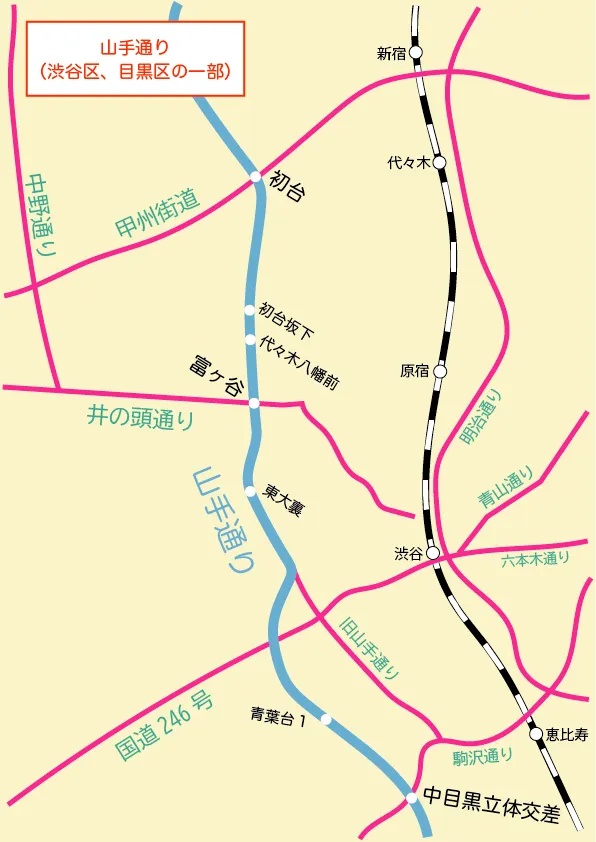 山手通り
（渋谷区、目黒区の一部）
新宿
代々木
中野通り
甲州街道
初台
初台坂下
代々木八幡前
富ヶ谷
原宿
井の頭通り
明治通り
山手通り
東大裏
青山通り
渋谷
六本木通り
旧山手通り
国道246号
青葉台1
駒沢通り
恵比寿
中目黒立体交差